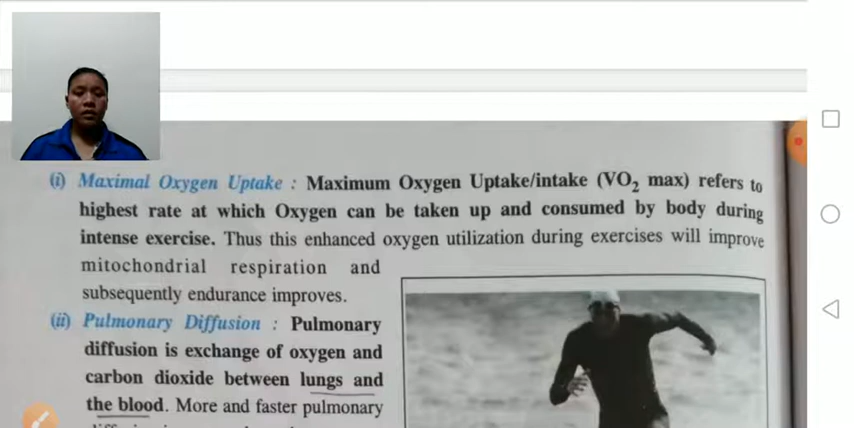 (i) Maximal Oxygen Uptake : Maximum Oxygen Uptake/intake (VO₂ max) refers to
highest rate at which Oxygen can be taken up and consumed by body during
intense exercise. Thus this enhanced oxygen utilization during exercises will improve
mitochondrial respiration and
subsequently endurance improves.
(ii) Pulmonary Diffusion : Pulmonary
diffusion is exchange of oxygen and
carbon dioxide between lungs and
the blood. More and faster pulmonary